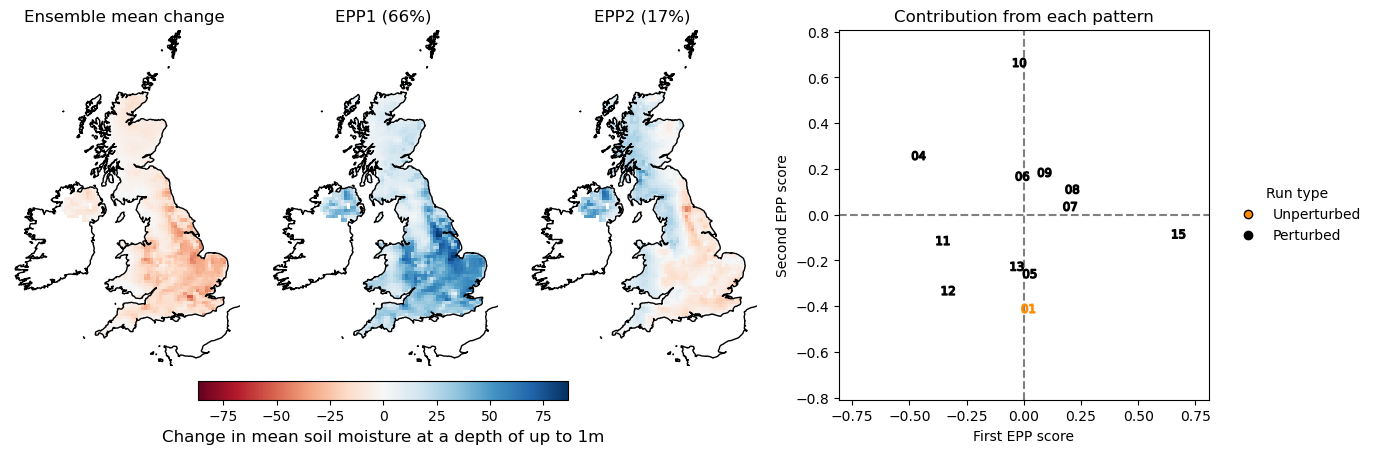 Ensemble mean change
EPP1 (66%)
EPP2 (17%)
−75 −50 −25 0 25 50 75
Change in mean soil moisture at a depth of up to 1m
Contribution from each pattern
Second EPP score
0.8
0.6
0.4
0.2
0.0
−0.2
−0.4
−0.6
−0.8
10
04
09
06
08
07
15
11
13
05
12
01
−0.75 −0.50 −0.25 0.00 0.25 0.50 0.75
First EPP score
Run type
Unperturbed
Perturbed